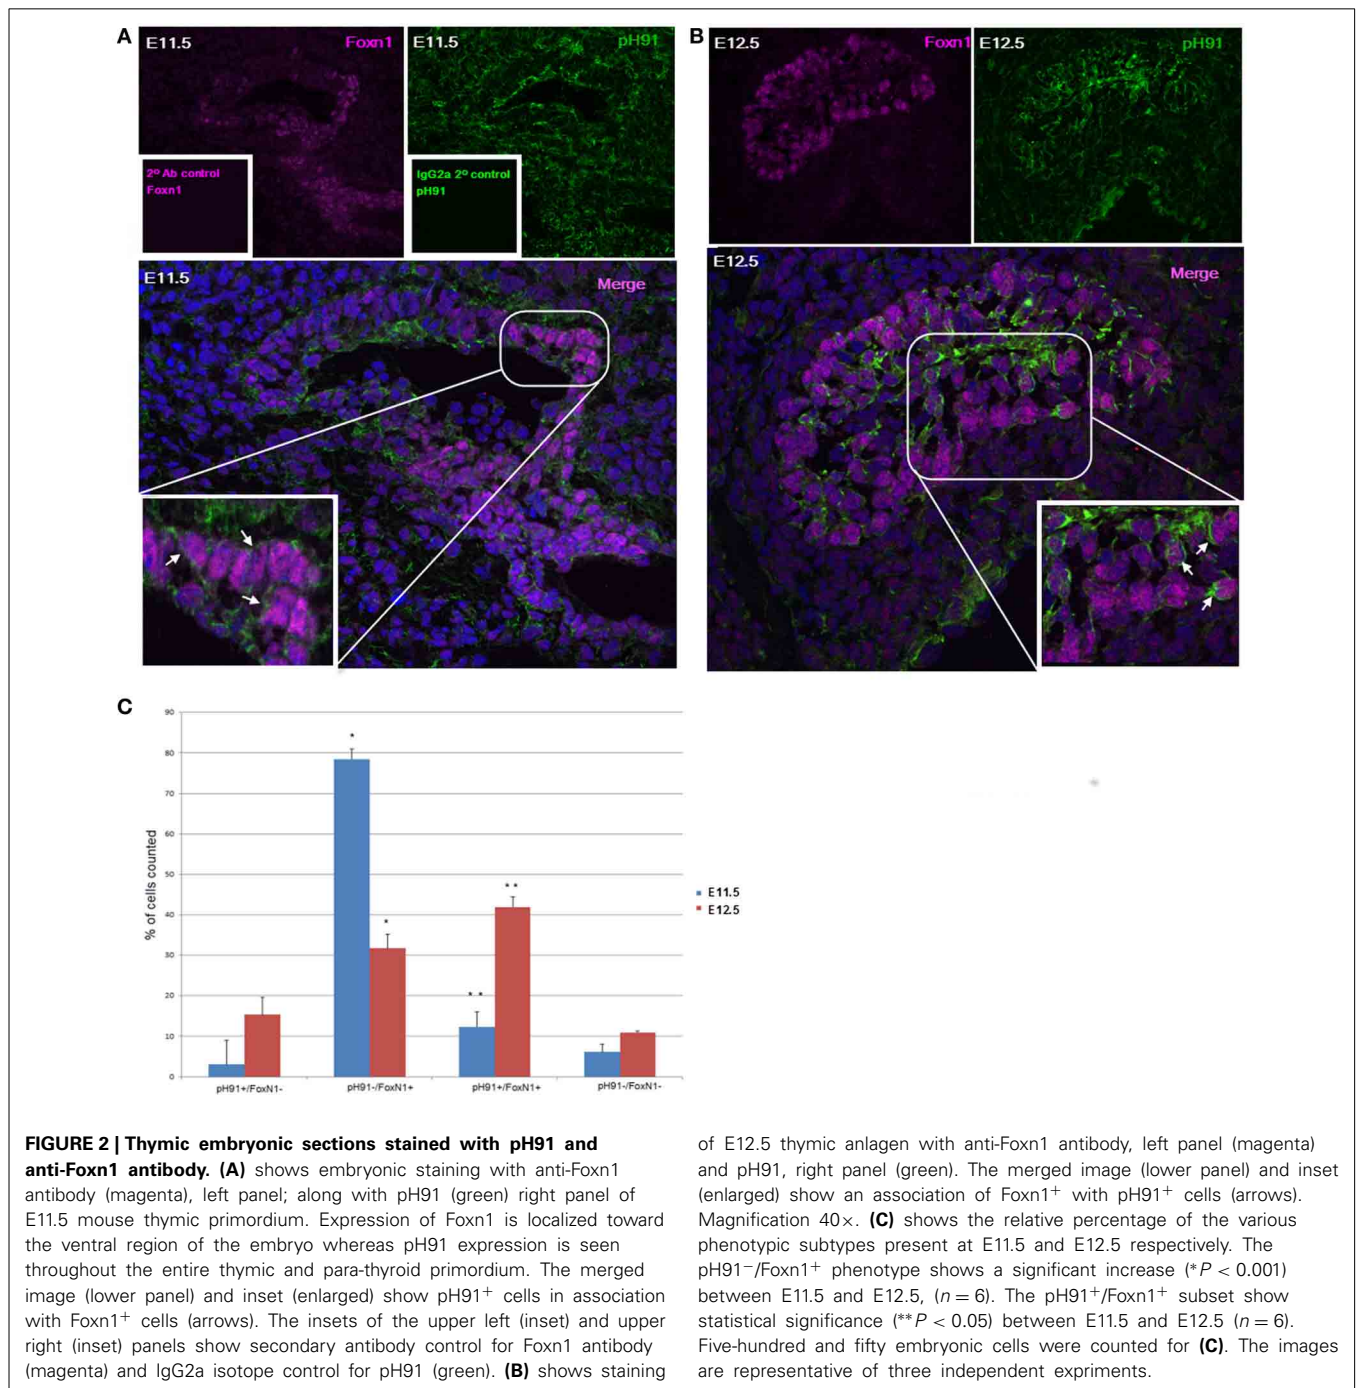 A
E11.5
Foxn1
2º Ab control
Foxn1
E11.5
pH91
IgG2a 2º control
pH91
E11.5
Merge
B
E12.5
Foxn1
E12.5
pH91
E12.5
Merge
C
90
80
70
60
50
40
30
20
10
0
% of cells counted
*
*
**
**
pH91+/FoxN1-
pH91-/FoxN1+
pH91+/FoxN1+
pH91-/FoxN1-
E11.5
E12.5
FIGURE 2 | Thymic embryonic sections stained with pH91 and
anti-Foxn1 antibody. (A) shows embryonic staining with anti-Foxn1
antibody (magenta), left panel; along with pH91 (green) right panel of
E11.5 mouse thymic primordium. Expression of Foxn1 is localized toward
the ventral region of the embryo whereas pH91 expression is seen
throughout the entire thymic and para-thyroid primordium. The merged
image (lower panel) and inset (enlarged) show pH91⁺ cells in association
with Foxn1⁺ cells (arrows). The insets of the upper left (inset) and upper
right (inset) panels show secondary antibody control for Foxn1 antibody
(magenta) and IgG2a isotope control for pH91 (green). (B) shows staining
of E12.5 thymic anlagen with anti-Foxn1 antibody, left panel (magenta)
and pH91, right panel (green). The merged image (lower panel) and inset
(enlarged) show an association of Foxn1⁺ with pH91⁺ cells (arrows).
Magnification 40×. (C) shows the relative percentage of the various
phenotypic subtypes present at E11.5 and E12.5 respectively. The
pH91⁻/Foxn1⁺ phenotype shows a significant increase (*P < 0.001)
between E11.5 and E12.5, (n = 6). The pH91⁺/Foxn1⁺ subset show
statistical significance (**P < 0.05) between E11.5 and E12.5 (n = 6).
Five-hundred and fifty embryonic cells were counted for (C). The images
are representative of three independent expriments.